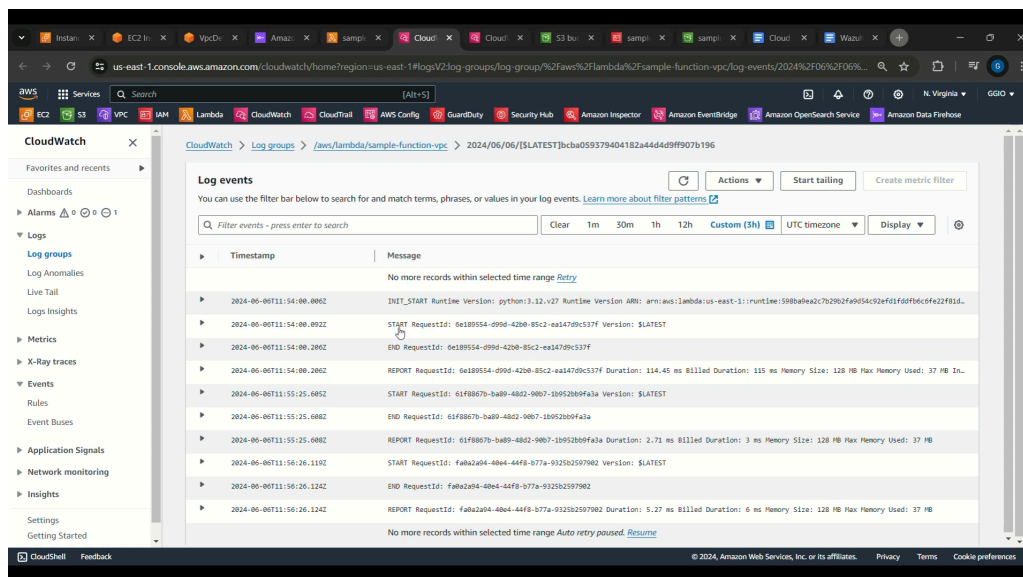 Instan
EC2 In
VpcDe
Amazo
sampl
Cloud
Cloud
S3 bu
sampl
sampl
Cloud
Wazuh
us-east-1.console.aws.amazon.com/cloudwatch/home?region=us-east-1#logsV2:log-groups/log-group/%2Faws%2Flambda%2Fsample-function-vpc/log-events/2024%2F06%2F06%...
G
aws Services Search [Alt+S] N. Virginia GGIO
EC2 S3 VPC IAM Lambda CloudWatch CloudTrail AWS Config GuardDuty Security Hub Amazon Inspector Amazon EventBridge Amazon OpenSearch Service Amazon Data Firehose
CloudWatch
Favorites and recents
Dashboards
Alarms 0 0 1
Logs
Log groups
Log Anomalies
Live Tail
Logs Insights
Metrics
X-Ray traces
Events
Rules
Event Buses
Application Signals
Network monitoring
Insights
Settings
Getting Started
CloudWatch > Log groups > /aws/lambda/sample-function-vpc > 2024/06/06/[$LATEST]bcba059379404182a44d4d9ff907b196
Log events
Actions Start tailing Create metric filter
You can use the filter bar below to search for and match terms, phrases, or values in your log events. Learn more about filter patterns
Filter events - press enter to search Clear 1m 30m 1h 12h Custom (3h) UTC timezone Display
Timestamp Message
No more records within selected time range Retry
2024-06-06T11:54:00.006Z INIT_START Runtime Version: python:3.12.v27 Runtime Version ARN: arn:aws:lambda:us-east-1::runtime:598ba9ea2c7b29b2fa9d54c92efd1fddfb6c6fe22f81d…
2024-06-06T11:54:00.092Z START RequestId: 6e189554-d99d-42b0-85c2-ea147d9c537f Version: $LATEST
2024-06-06T11:54:00.206Z END RequestId: 6e189554-d99d-42b0-85c2-ea147d9c537f
2024-06-06T11:54:00.206Z REPORT RequestId: 6e189554-d99d-42b0-85c2-ea147d9c537f Duration: 114.45 ms Billed Duration: 115 ms Memory Size: 128 MB Max Memory Used: 37 MB In…
2024-06-06T11:55:25.605Z START RequestId: 61f8867b-ba89-48d2-90b7-1b952bb9fa3a Version: $LATEST
2024-06-06T11:55:25.608Z END RequestId: 61f8867b-ba89-48d2-90b7-1b952bb9fa3a
2024-06-06T11:55:25.608Z REPORT RequestId: 61f8867b-ba89-48d2-90b7-1b952bb9fa3a Duration: 2.71 ms Billed Duration: 3 ms Memory Size: 128 MB Max Memory Used: 37 MB
2024-06-06T11:56:26.119Z START RequestId: fa0a2a94-40e4-44f8-b77a-9325b2597902 Version: $LATEST
2024-06-06T11:56:26.124Z END RequestId: fa0a2a94-40e4-44f8-b77a-9325b2597902
2024-06-06T11:56:26.124Z REPORT RequestId: fa0a2a94-40e4-44f8-b77a-9325b2597902 Duration: 5.27 ms Billed Duration: 6 ms Memory Size: 128 MB Max Memory Used: 37 MB
No more records within selected time range Auto retry paused. Resume
CloudShell Feedback © 2024, Amazon Web Services, Inc. or its affiliates. Privacy Terms Cookie preferences